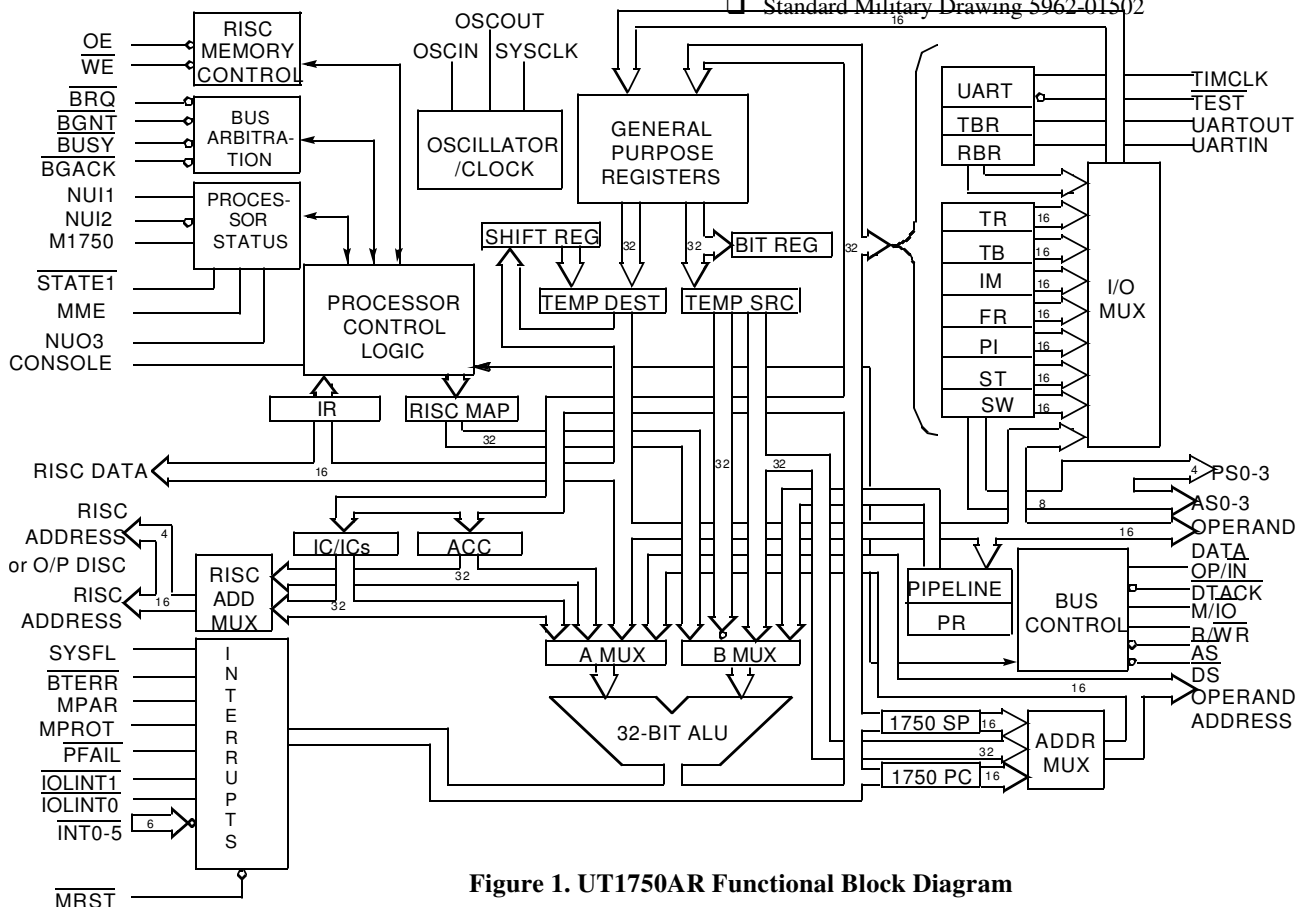 ❑ Standard Military Drawing 5962-01502
16
OE
WE
BRQ
BGNT
BUSY
BGACK
NUI1
NUI2
M1750
STATE1
MME
NUO3
CONSOLE
RISC
MEMORY
CONTROL
BUS
ARBITRA-
TION
PROCES-
SOR
STATUS
OSCOUT
OSCIN SYSCLK
OSCILLATOR
/CLOCK
GENERAL
PURPOSE
REGISTERS
PROCESSOR
CONTROL
LOGIC
SHIFT REG
32
32
BIT REG
32
TEMP DEST
TEMP SRC
UART
TBR
RBR
TIMCLK
TEST
UARTOUT
UARTIN
TR 16
TB 16
IM 16
FR 16
PI 16
ST 16
SW 16
I/O
MUX
IR
RISC MAP
32
RISC DATA
16
32
32
4 PS0-3
8 AS0-3
16 OPERAND
DATA
RISC
ADDRESS
or O/P DISC
4
RISC
ADDRESS
16
RISC
ADD
MUX
IC/ICs
ACC
32
32
PIPELINE
PR
BUS
CONTROL
OP/IN
DTACK
M/IO
R/WR
AS
DS
16
OPERAND
ADDRESS
A MUX
B MUX
32-BIT ALU
1750 SP 16
32
1750 PC 16
ADDR
MUX
SYSFL
BTERR
MPAR
MPROT
PFAIL
IOLINT1
IOLINT0
INT0-5
6
MRST
I
N
T
E
R
R
U
P
T
S
Figure 1. UT1750AR Functional Block Diagram